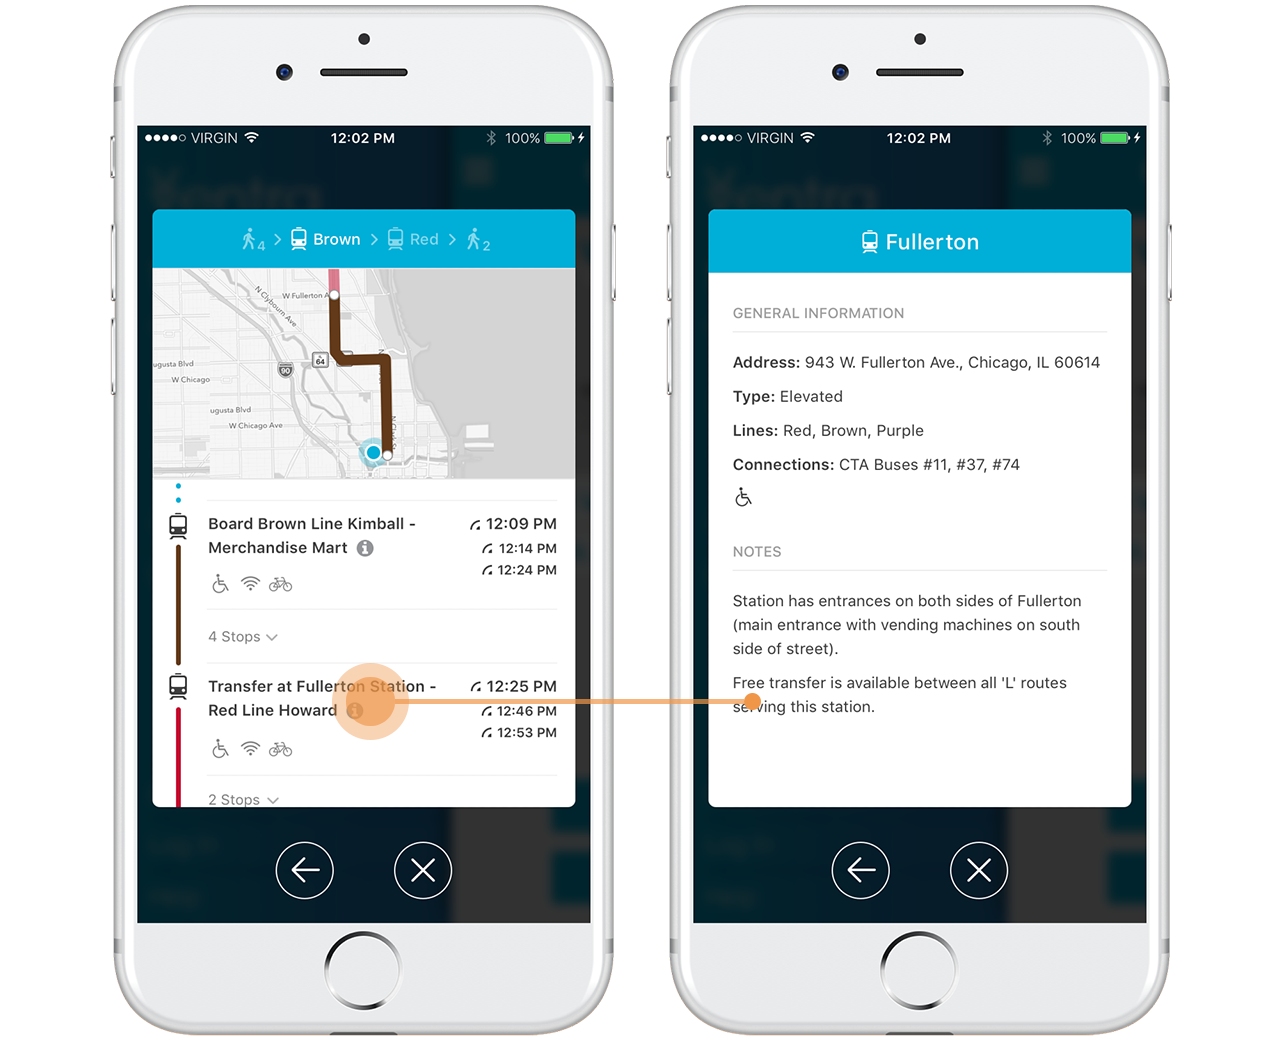 VIRGIN 12:02 PM 100%
4 > Brown > Red > 2
W Fullerton A
N Clybourn Ave
64
90
ugusta Blvd
W Chicago
ugusta Blvd
W Chicago Ave
Board Brown Line Kimball -
Merchandise Mart
12:09 PM
12:14 PM
12:24 PM
4 Stops
Transfer at Fullerton Station -
Red Line Howard
12:25 PM
12:46 PM
12:53 PM
2 Stops
VIRGIN 12:02 PM 100%
Fullerton
GENERAL INFORMATION
Address: 943 W. Fullerton Ave., Chicago, IL 60614
Type: Elevated
Lines: Red, Brown, Purple
Connections: CTA Buses #11, #37, #74
NOTES
Station has entrances on both sides of Fullerton
(main entrance with vending machines on south
side of street).
Free transfer is available between all 'L' routes
serving this station.